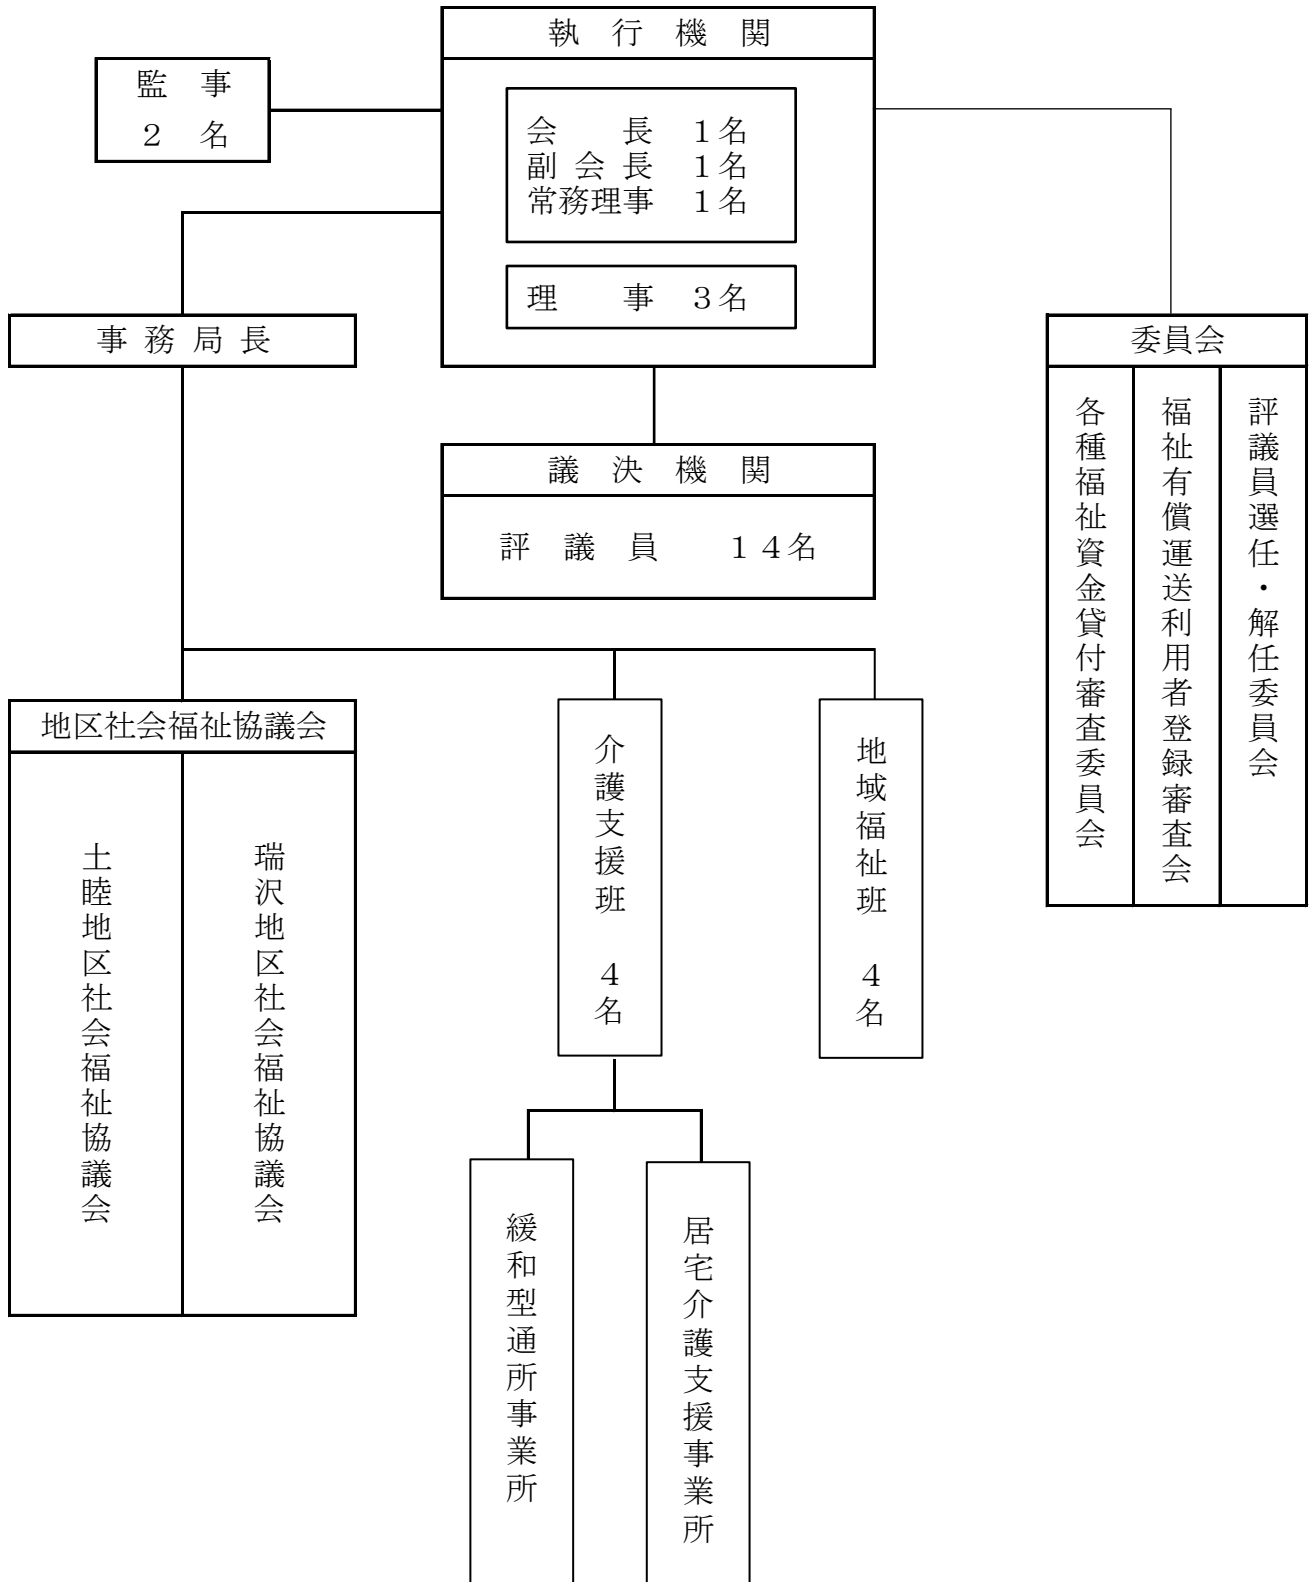 執行機関
監事
２名
会長 １名
副会長 １名
常務理事 １名
理事 ３名
事務局長
委員会
各種福祉資金貸付審査委員会
福祉有償運送利用者登録審査会
評議員選任・解任委員会
議決機関
評議員 １４名
地区社会福祉協議会
土睦地区社会福祉協議会
瑞沢地区社会福祉協議会
介護支援班 ４名
地域福祉班 ４名
緩和型通所事業所
居宅介護支援事業所